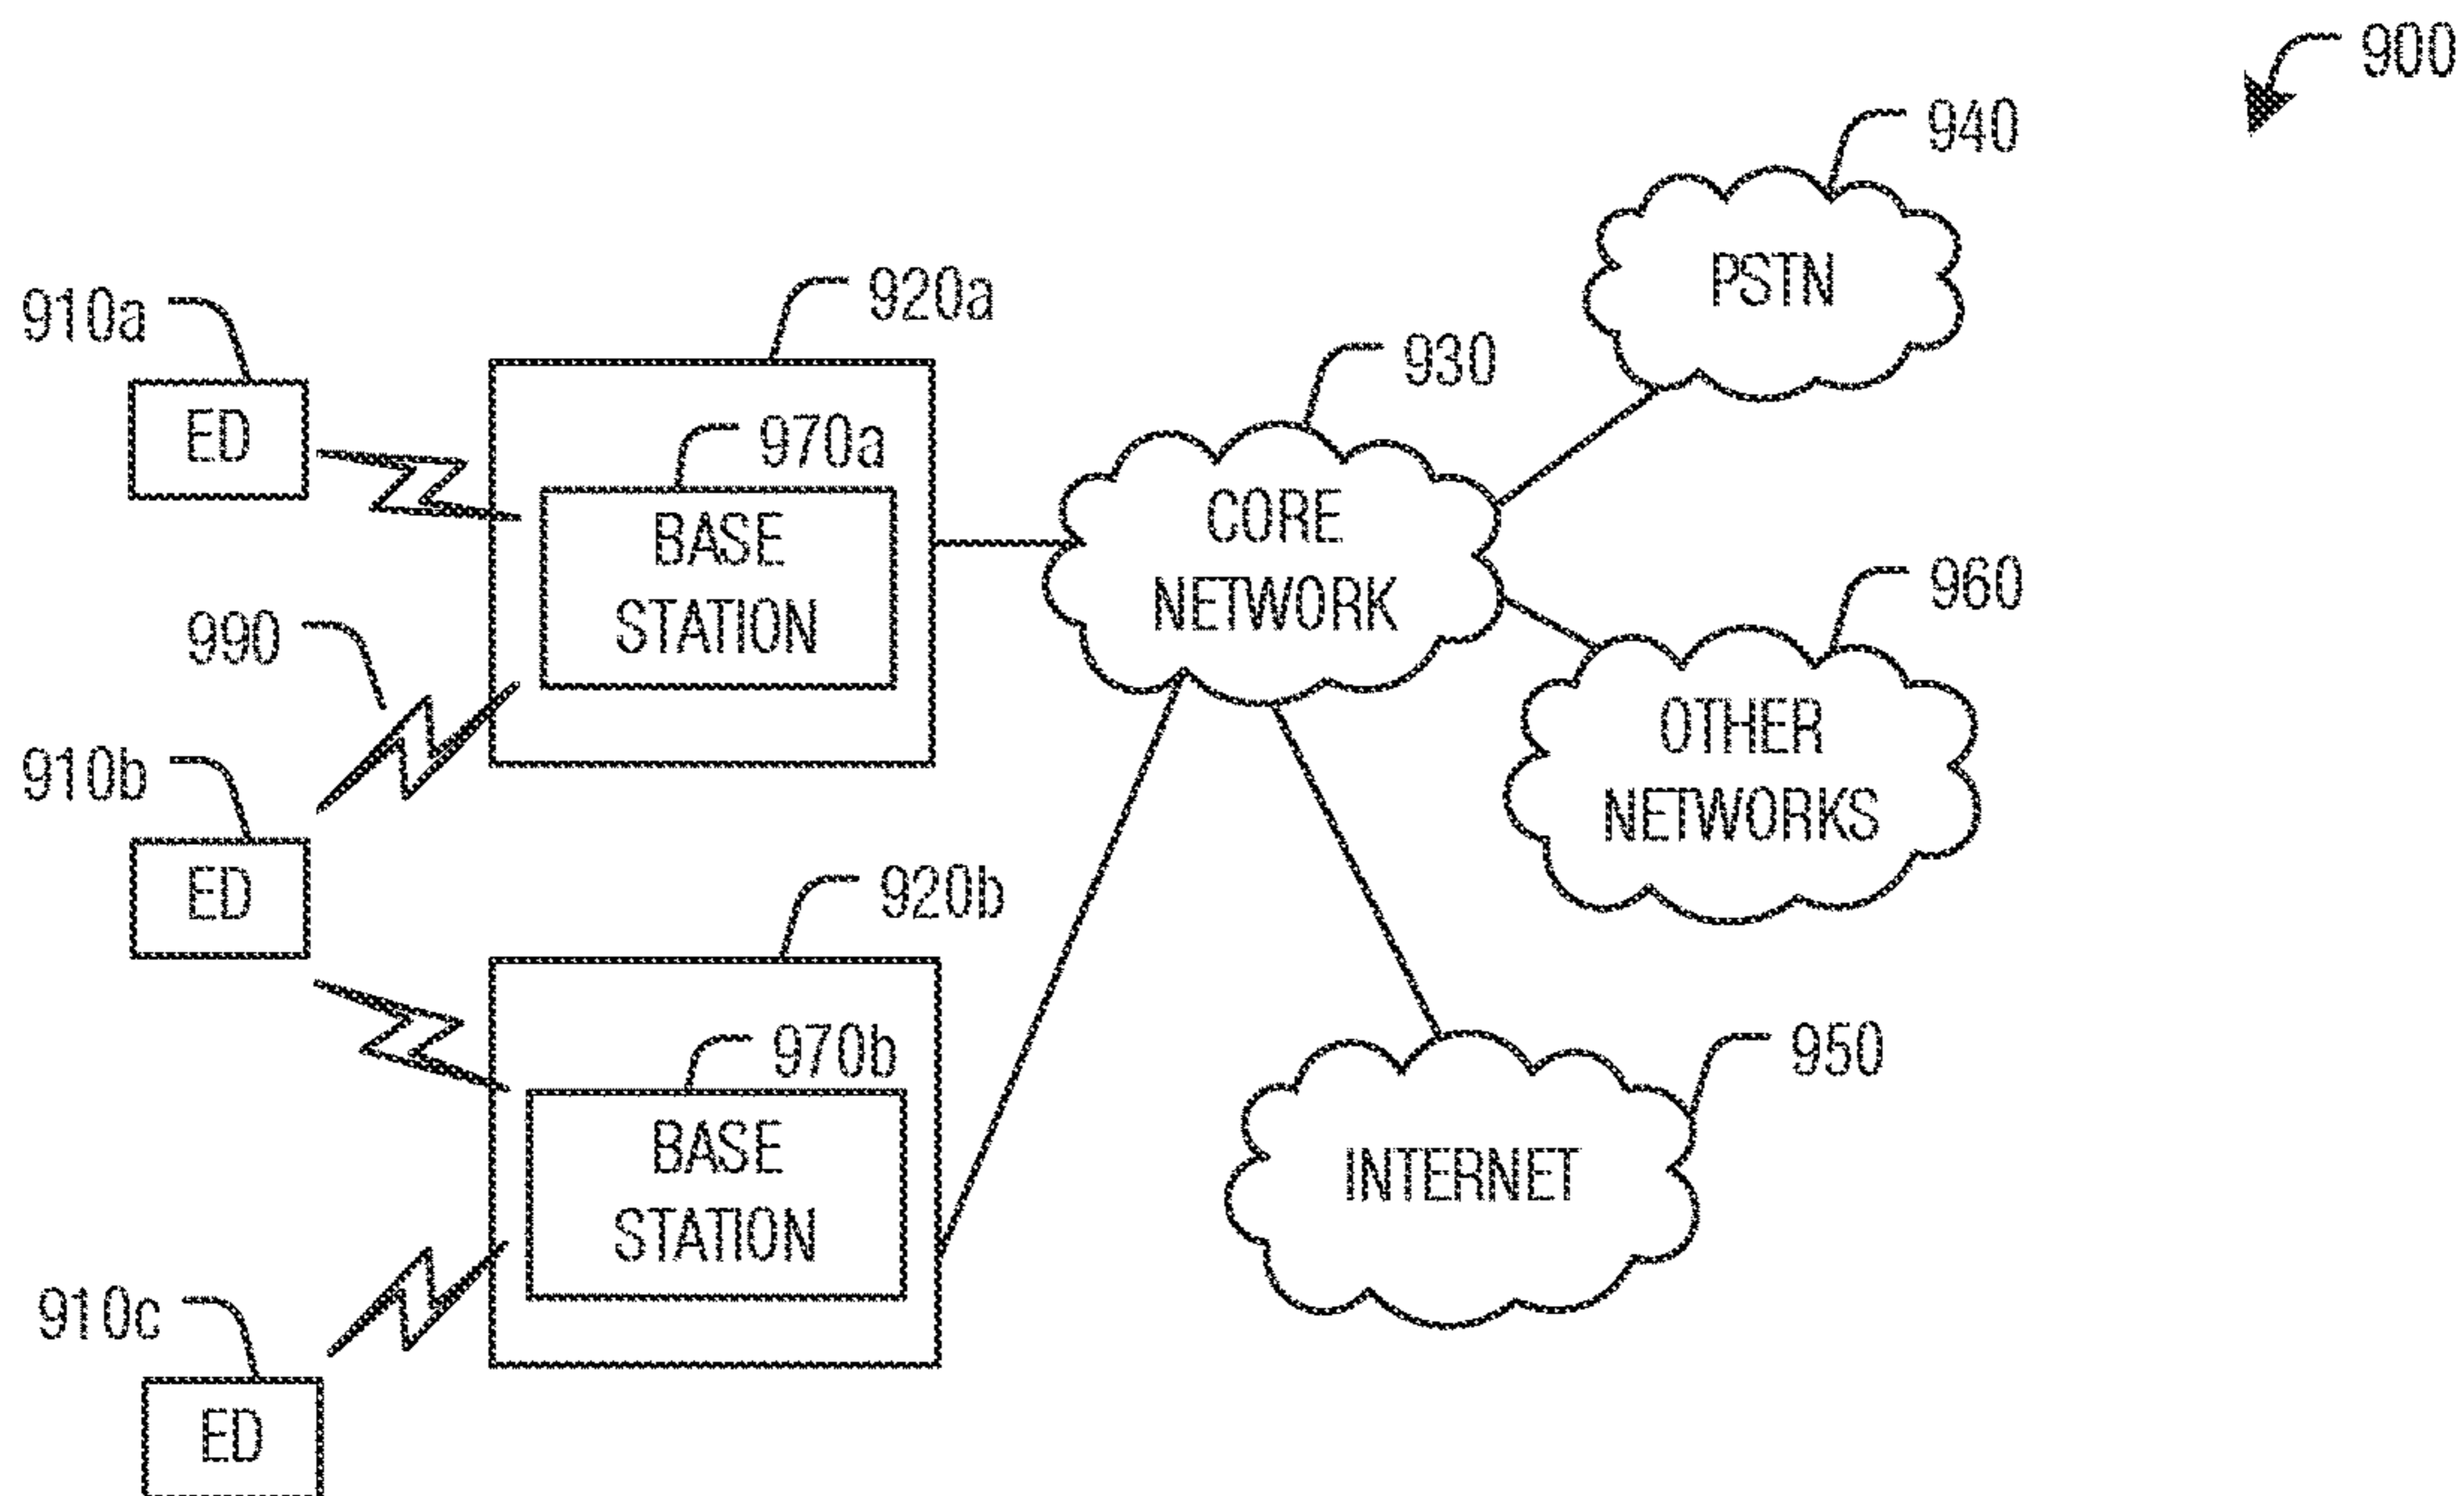 900
940
PSTN
920a
910a
ED
930
970a
BASE
STATION
CORE
NETWORK
960
990
OTHER
NETWORKS
910b
ED
920b
970b
BASE
STATION
950
INTERNET
910c
ED